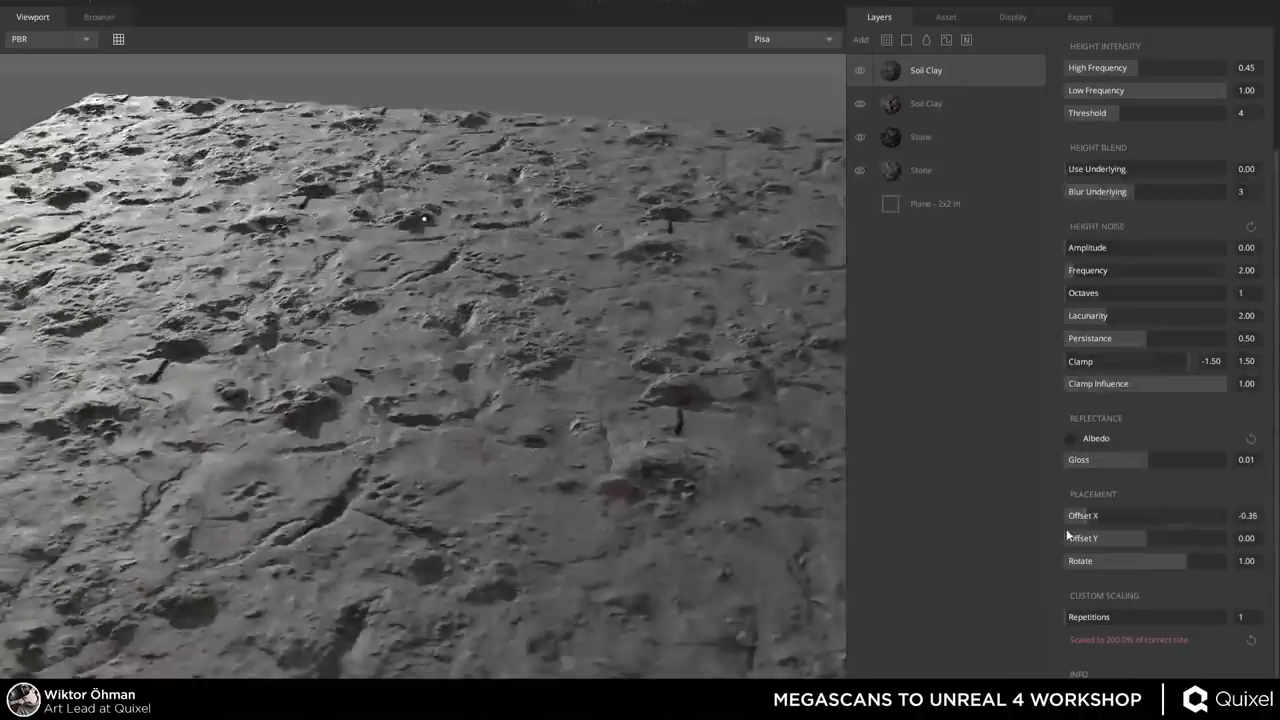 Viewport Browser
Layers Asset Display Export
PBR
Pisa
Add:
HEIGHT INTENSITY
Soil Clay
High Frequency 0.45
Low Frequency 1.00
Soil Clay
Threshold 4
Stone
HEIGHT BLEND
Use Underlying 0.00
Stone
Blur Underlying 3
Plane - 2x2 m
HEIGHT NOISE
Amplitude 0.00
Frequency 2.00
Octaves 1
Lacunarity 2.00
Persistance 0.50
Clamp -1.50 1.50
Clamp Influence 1.00
REFLECTANCE
Albedo
Gloss 0.01
PLACEMENT
Offset X -0.36
Offset Y 0.00
Rotate 1.00
CUSTOM SCALING
Repetitions 1
Scaled to 200.0% of correct size.
INFO
Wiktor Öhman
Art Lead at Quixel
MEGASCANS TO UNREAL 4 WORKSHOP
Quixel